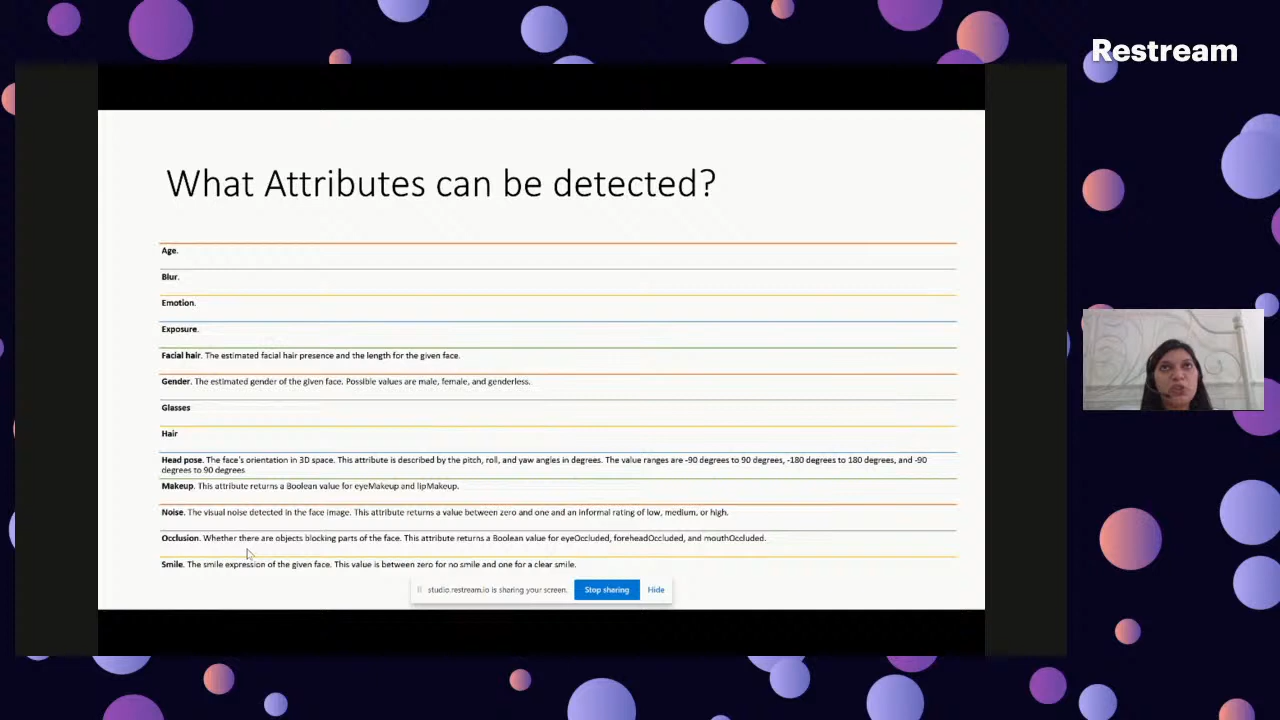 Restream
What Attributes can be detected?
Age.
Blur.
Emotion.
Exposure.
Facial hair. The estimated facial hair presence and the length for the given face.
Gender. The estimated gender of the given face. Possible values are male, female, and genderless.
Glasses
Hair
Head pose. The face's orientation in 3D space. This attribute is described by the pitch, roll, and yaw angles in degrees. The value ranges are -90 degrees to 90 degrees, -180 degrees to 180 degrees, and -90
degrees to 90 degrees
Makeup. This attribute returns a Boolean value for eyeMakeup and lipMakeup.
Noise. The visual noise detected in the face image. This attribute returns a value between zero and one and an informal rating of low, medium, or high.
Occlusion. Whether there are objects blocking parts of the face. This attribute returns a Boolean value for eyeOccluded, foreheadOccluded, and mouthOccluded.
Smile. The smile expression of the given face. This value is between zero for no smile and one for a clear smile.
studio.restream.io is sharing your screen. Stop sharing Hide